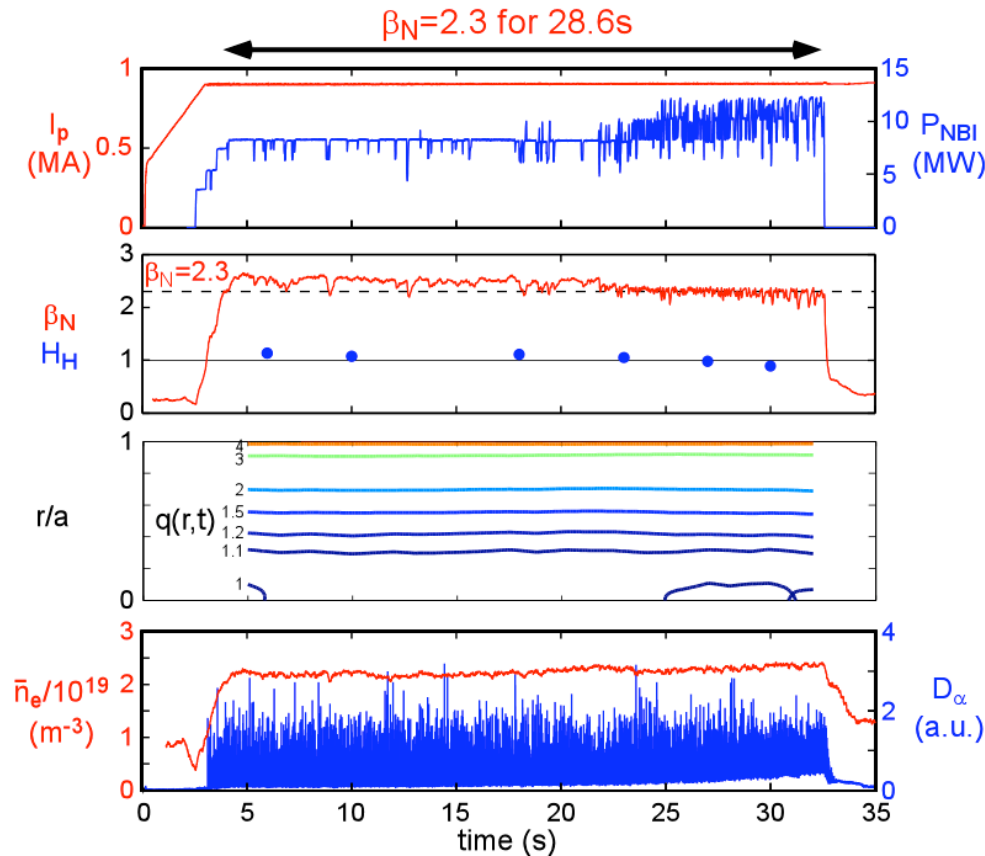 βN=2.3 for 28.6s
1
0.5
0
Ip
(MA)
15
10
5
0
PNBI
(MW)
3
2
1
0
βN=2.3
βN
HH
1
0
r/a
q(r,t)
4
3
2
1.5
1.2
1.1
1
3
2
1
0
n̄e/10¹⁹
(m⁻³)
4
2
0
Dα
(a.u.)
0
5
10
15
20
25
30
35
time (s)